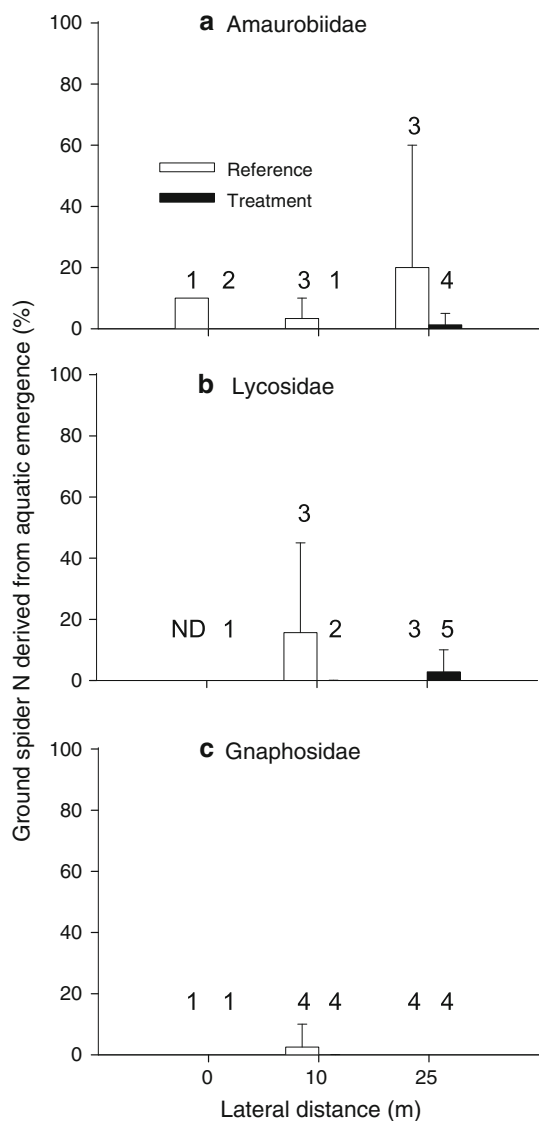 Ground spider N derived from aquatic emergence (%)
a Amaurobiidae
100
80
60
40
20
0
Reference
Treatment
1 2 3 1 3 4
b Lycosidae
100
80
60
40
20
0
ND 1 3 2 3 5
c Gnaphosidae
100
80
60
40
20
0
1 1 4 4 4 4
0 10 25
Lateral distance (m)